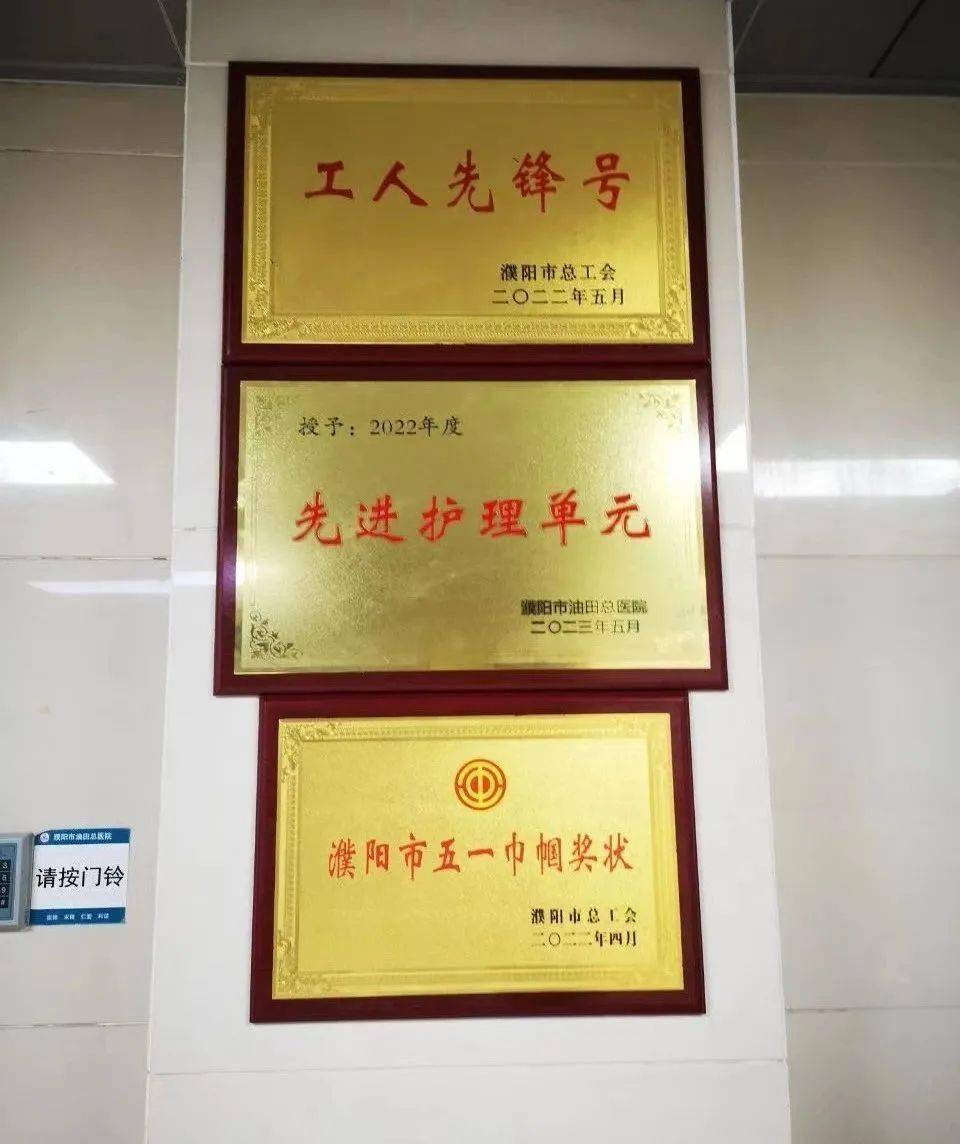 工人先锋号
濮阳市总工会
二〇二二年五月
授予：2022年度
先进护理单元
濮阳市油田总医院
二〇二三年五月
濮阳市五一巾帼奖状
濮阳市总工会
二〇二二年四月
濮阳市油田总医院
请按门铃
3
6
9
#